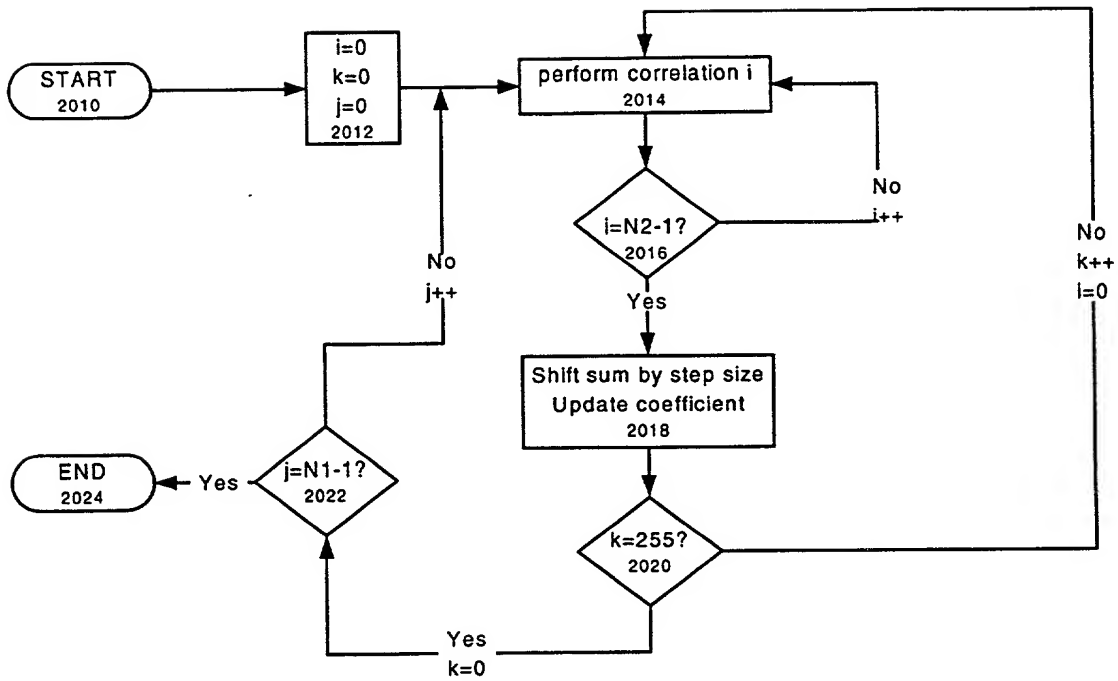 START
2010
i=0
k=0
j=0
2012
perform correlation i
2014
No
i++
i=N2-1?
2016
Yes
No
k++
i=0
No
j++
Shift sum by step size
Update coefficient
2018
END
2024
Yes
j=N1-1?
2022
k=255?
2020
Yes
k=0